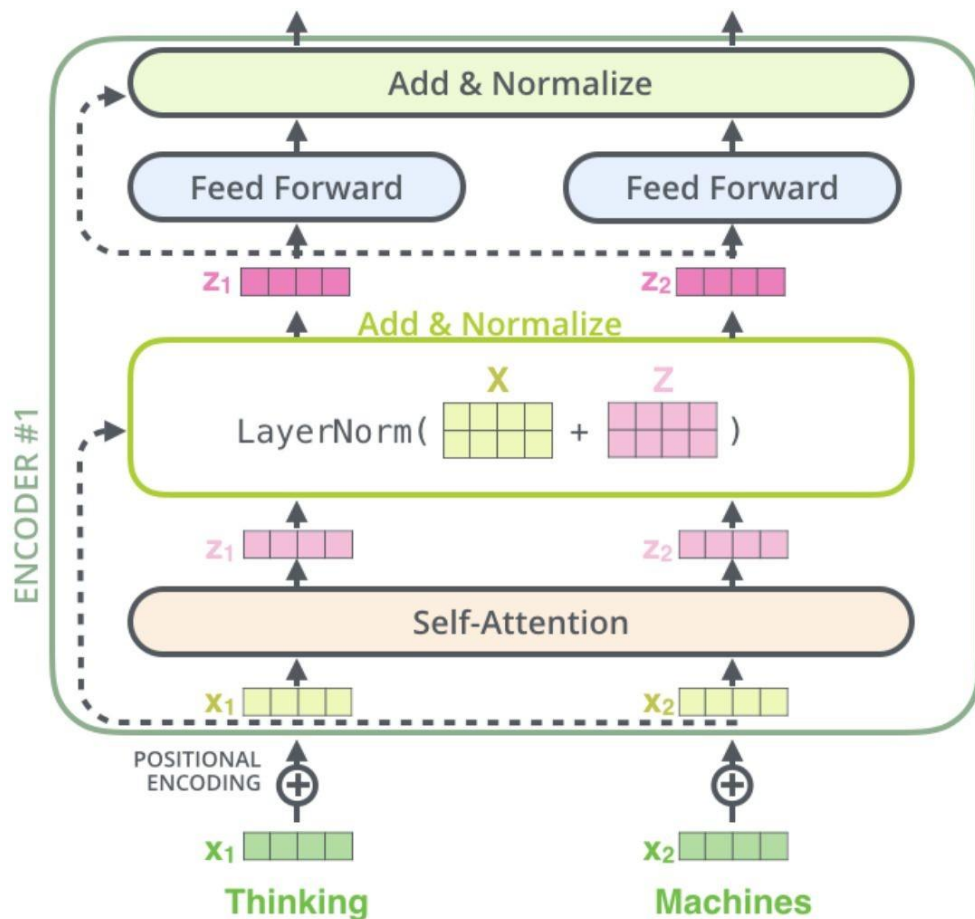 Add & Normalize
Feed Forward Feed Forward
z₁ z₂
Add & Normalize
X Z
LayerNorm( + )
ENCODER #1
z₁ z₂
Self-Attention
x₁ x₂
POSITIONAL
ENCODING
x₁ x₂
Thinking Machines